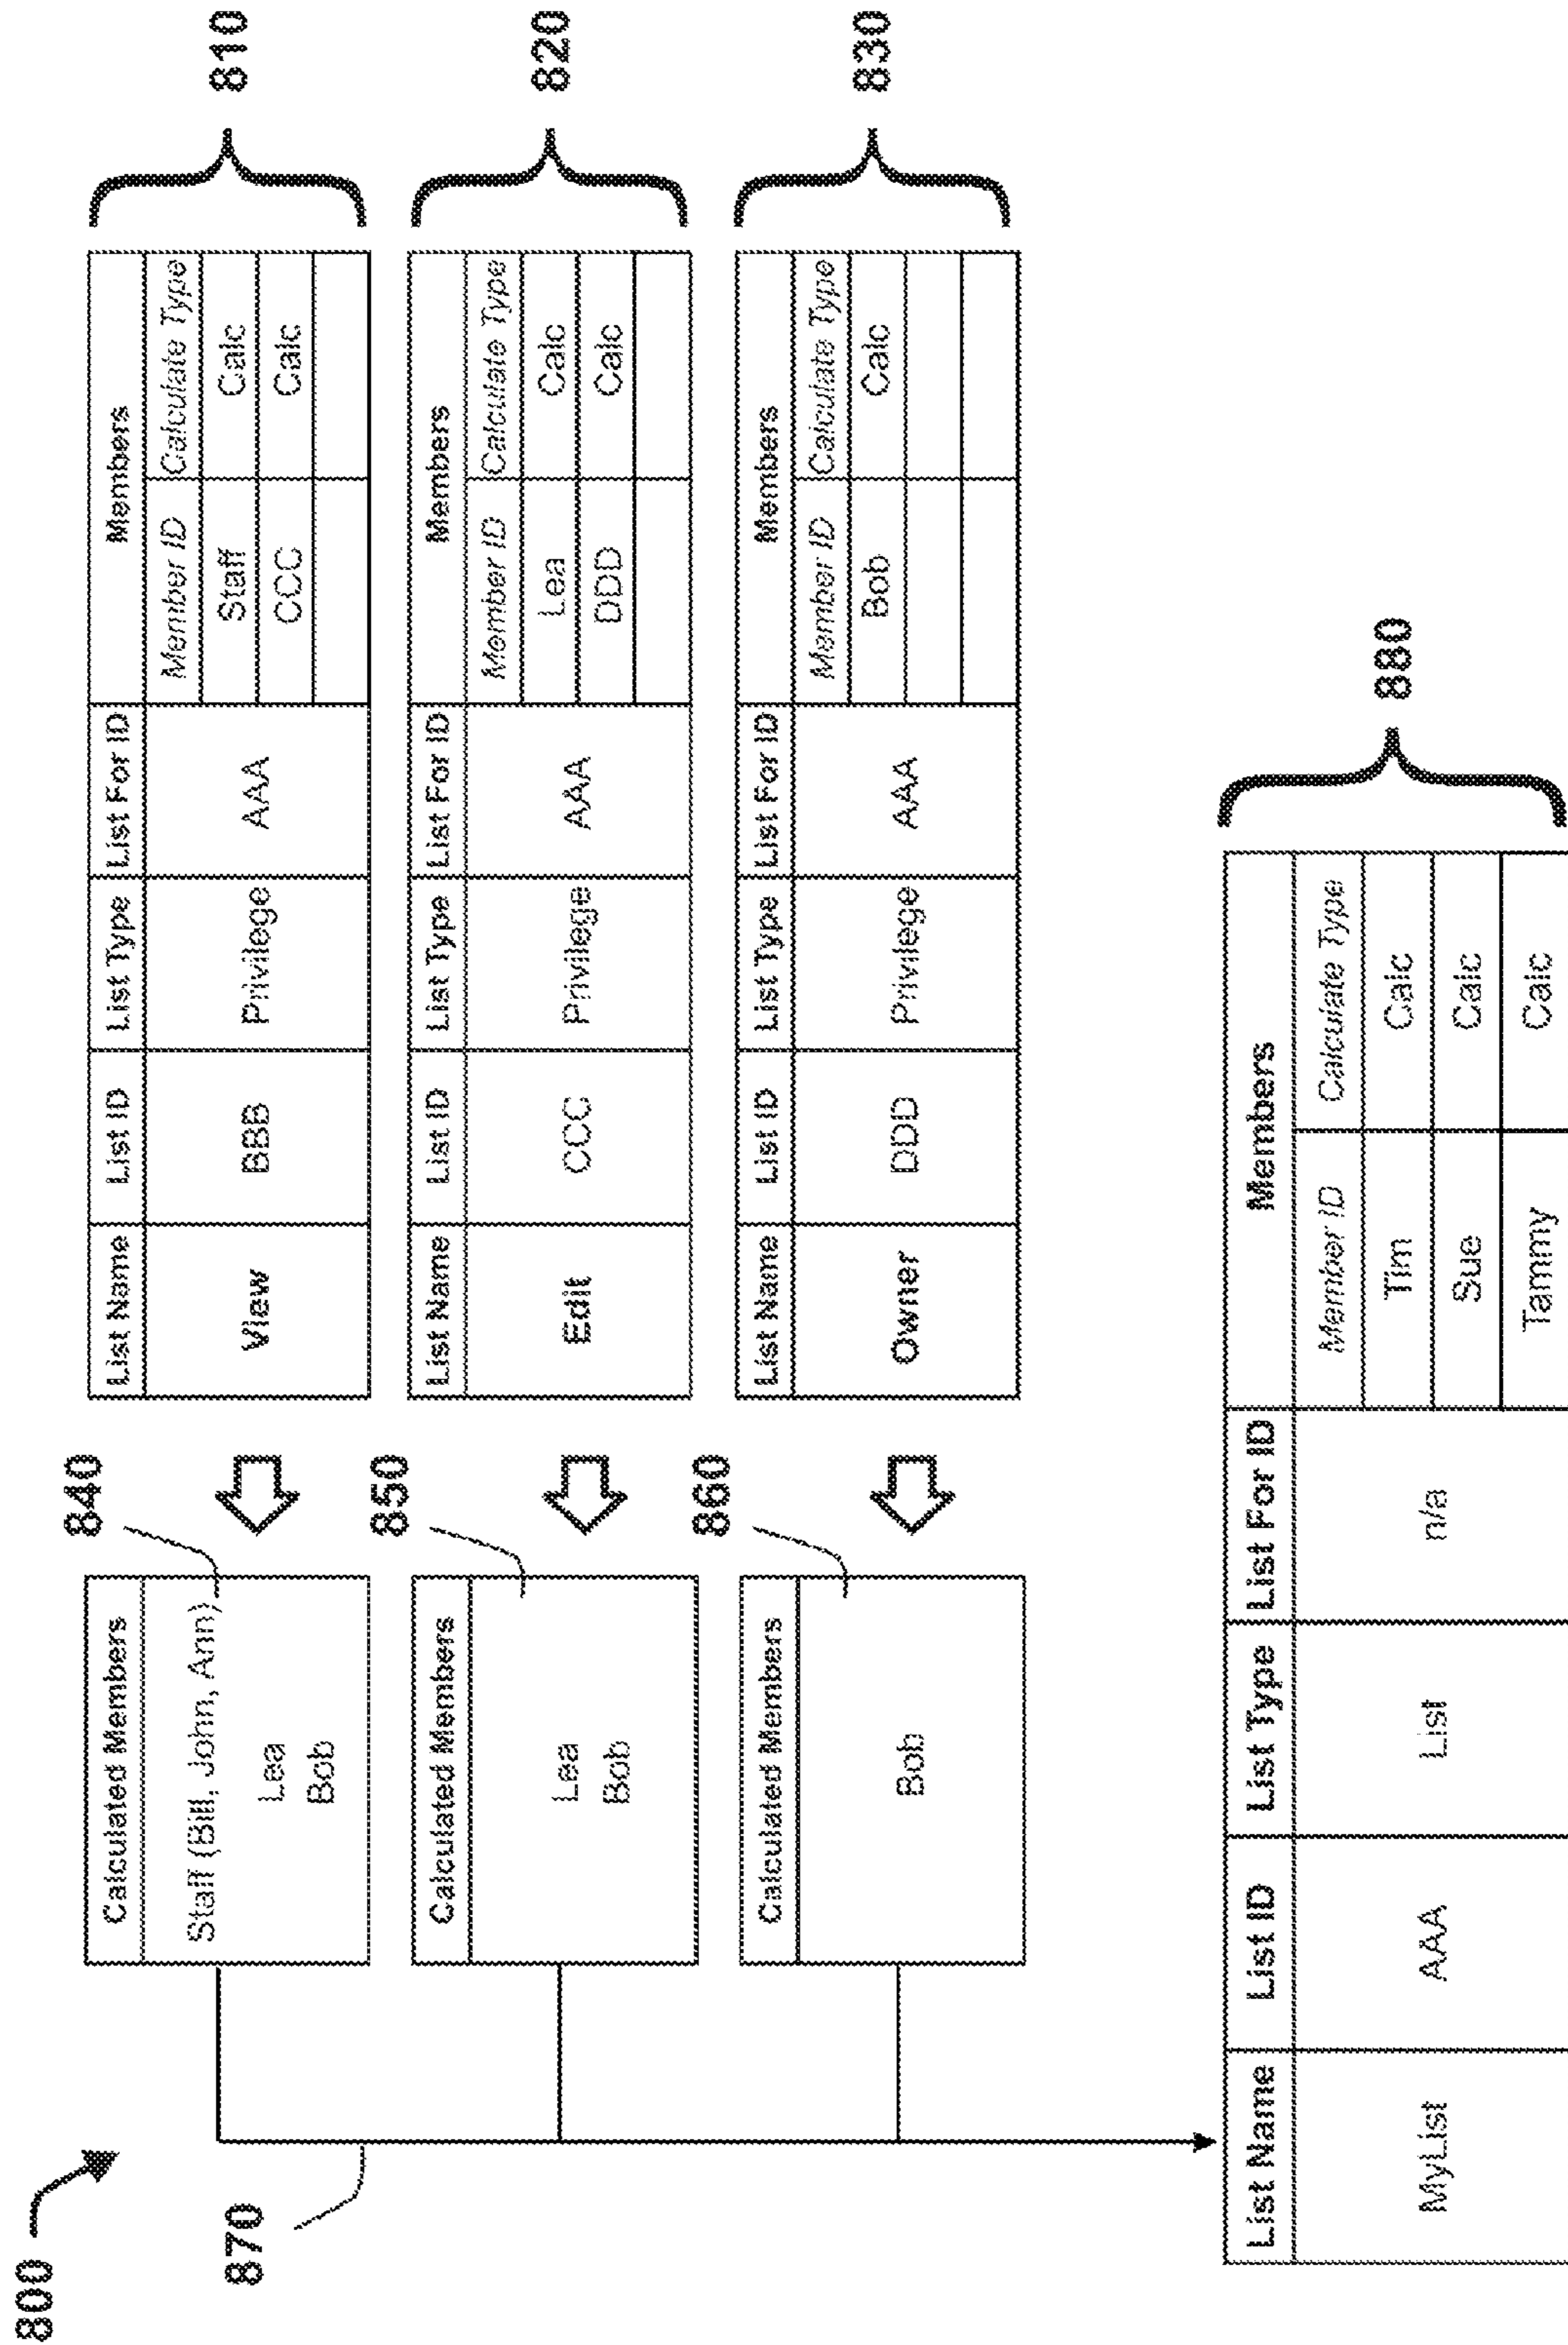 800
840
Calculated Members
Staff (Bill, John, Ann)
Lea
Bob
List Name List ID List Type List For ID Members
Member ID Calculate Type
View BBB Privilege AAA
Staff Calc
CCC Calc
810
870
850
Calculated Members
Lea
Bob
List Name List ID List Type List For ID Members
Member ID Calculate Type
Edit CCC Privilege AAA
Lea Calc
DDD Calc
820
860
Calculated Members
Bob
List Name List ID List Type List For ID Members
Member ID Calculate Type
Owner DDD Privilege AAA
Bob Calc
830
List Name List ID List Type List For ID Members
Member ID Calculate Type
MyList AAA List n/a
Tim Calc
Sue Calc
Tammy Calc
880